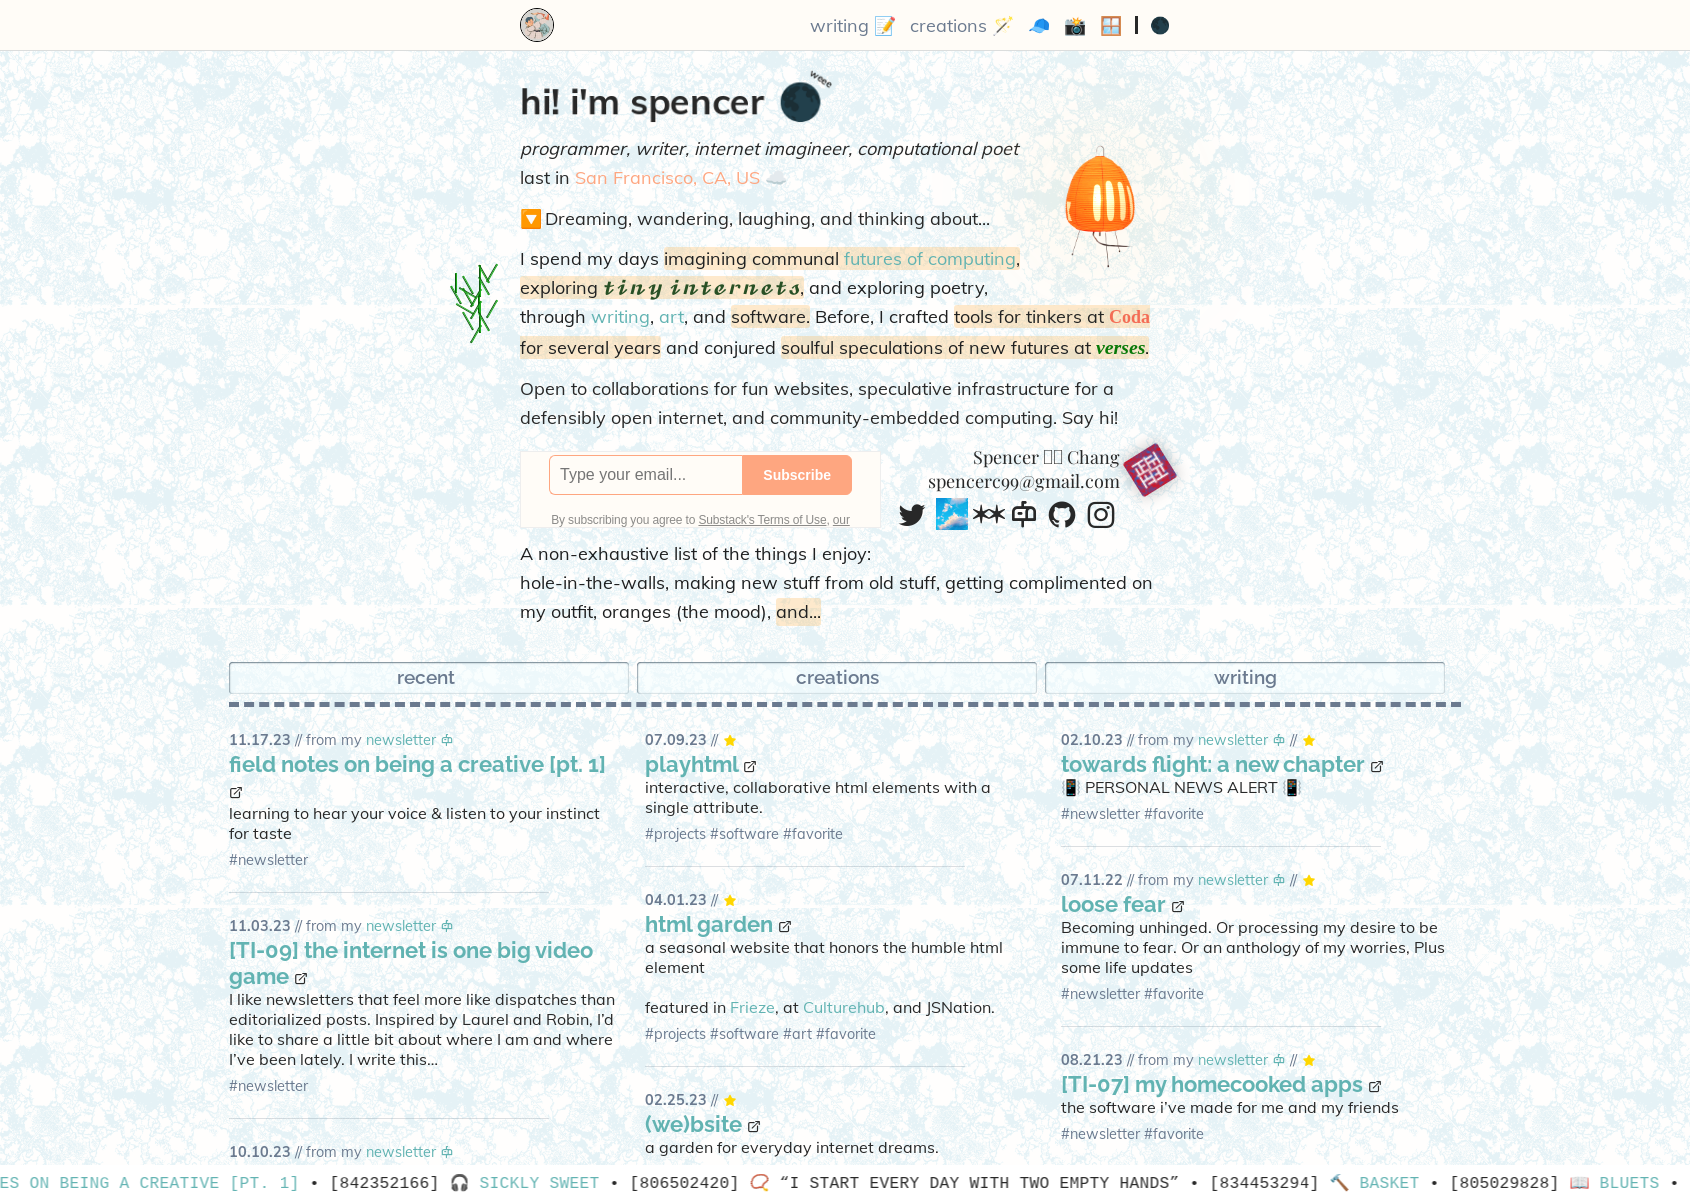 writing 📝 creations 🪄 🧢 📸 🪟 | 🌑
hi! i'm spencer 🌑 weee
programmer, writer, internet imagineer, computational poet
last in San Francisco, CA, US ☁️
🔽 Dreaming, wandering, laughing, and thinking about...
I spend my days imagining communal futures of computing,
exploring tiny internets, and exploring poetry,
through writing, art, and software. Before, I crafted tools for tinkers at Coda
for several years and conjured soulful speculations of new futures at verses.
Open to collaborations for fun websites, speculative infrastructure for a
defensibly open internet, and community-embedded computing. Say hi!
Type your email... Subscribe
By subscribing you agree to Substack's Terms of Use, our
Spencer Chang
spencerc99@gmail.com
A non-exhaustive list of the things I enjoy:
hole-in-the-walls, making new stuff from old stuff, getting complimented on
my outfit, oranges (the mood), and...
recent
creations
writing
11.17.23 // from my newsletter
field notes on being a creative [pt. 1]
learning to hear your voice & listen to your instinct
for taste
#newsletter
11.03.23 // from my newsletter
[TI-09] the internet is one big video
game
I like newsletters that feel more like dispatches than
editorialized posts. Inspired by Laurel and Robin, I'd
like to share a little bit about where I am and where
I've been lately. I write this...
#newsletter
10.10.23 // from my newsletter
07.09.23 // ⭐
playhtml
interactive, collaborative html elements with a
single attribute.
#projects #software #favorite
04.01.23 // ⭐
html garden
a seasonal website that honors the humble html
element
featured in Frieze, at Culturehub, and JSNation.
#projects #software #art #favorite
02.25.23 // ⭐
(we)bsite
a garden for everyday internet dreams.
02.10.23 // from my newsletter // ⭐
towards flight: a new chapter
📳 PERSONAL NEWS ALERT 📳
#newsletter #favorite
07.11.22 // from my newsletter // ⭐
loose fear
Becoming unhinged. Or processing my desire to be
immune to fear. Or an anthology of my worries, Plus
some life updates
#newsletter #favorite
08.21.23 // from my newsletter // ⭐
[TI-07] my homecooked apps
the software i've made for me and my friends
#newsletter #favorite
ES ON BEING A CREATIVE [PT. 1] • [842352166] 🎧 SICKLY SWEET • [806502420] 📿 “I START EVERY DAY WITH TWO EMPTY HANDS” • [834453294] 🔨 BASKET • [805029828] 📖 BLUETS •